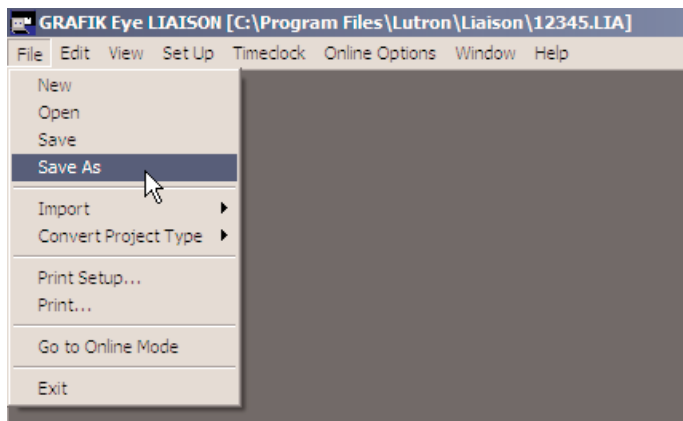 GRAFIK Eye LIAISON [C:\Program Files\Lutron\Liaison\12345.LIA]
File Edit View Set Up Timeclock Online Options Window Help
New
Open
Save
Save As
Import
Convert Project Type
Print Setup...
Print...
Go to Online Mode
Exit